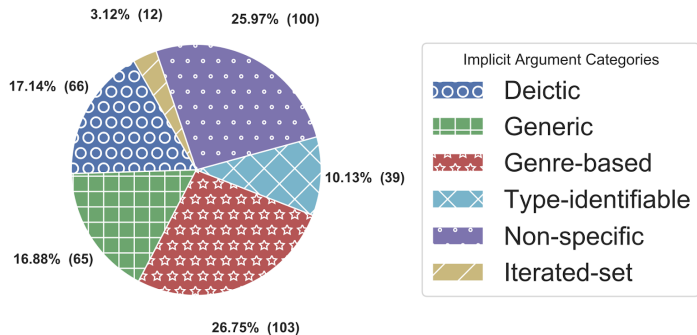 3.12% (12)
25.97% (100)
17.14% (66)
10.13% (39)
16.88% (65)
26.75% (103)
Implicit Argument Categories
Deictic
Generic
Genre-based
Type-identifiable
Non-specific
Iterated-set